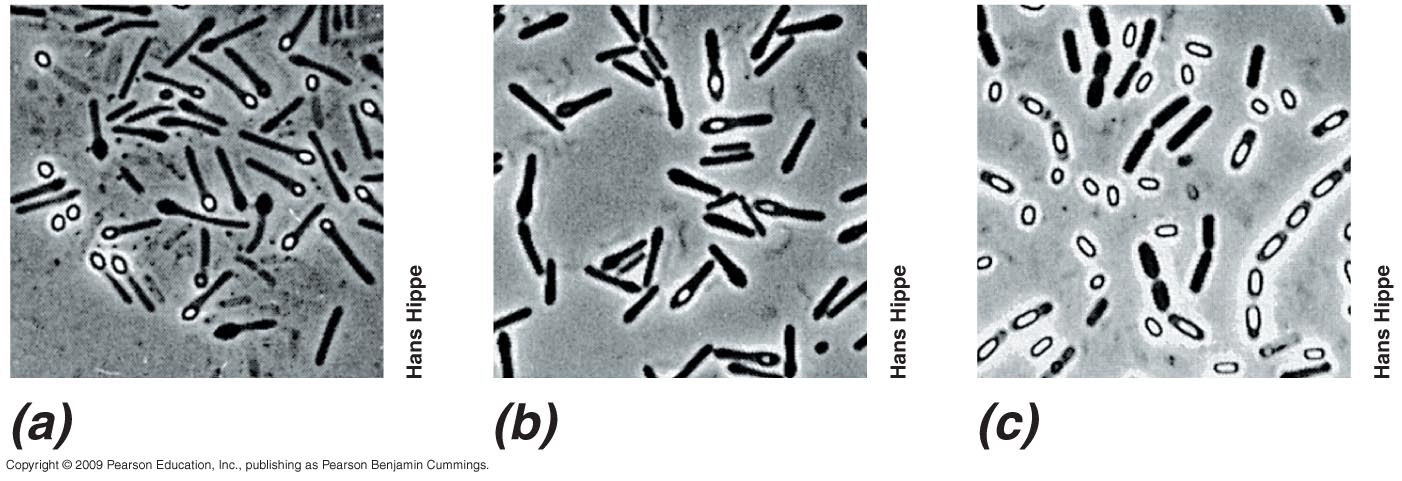 Hans Hippe
Hans Hippe
Hans Hippe
(a)
(b)
(c)
Copyright © 2009 Pearson Education, Inc., publishing as Pearson Benjamin Cummings.